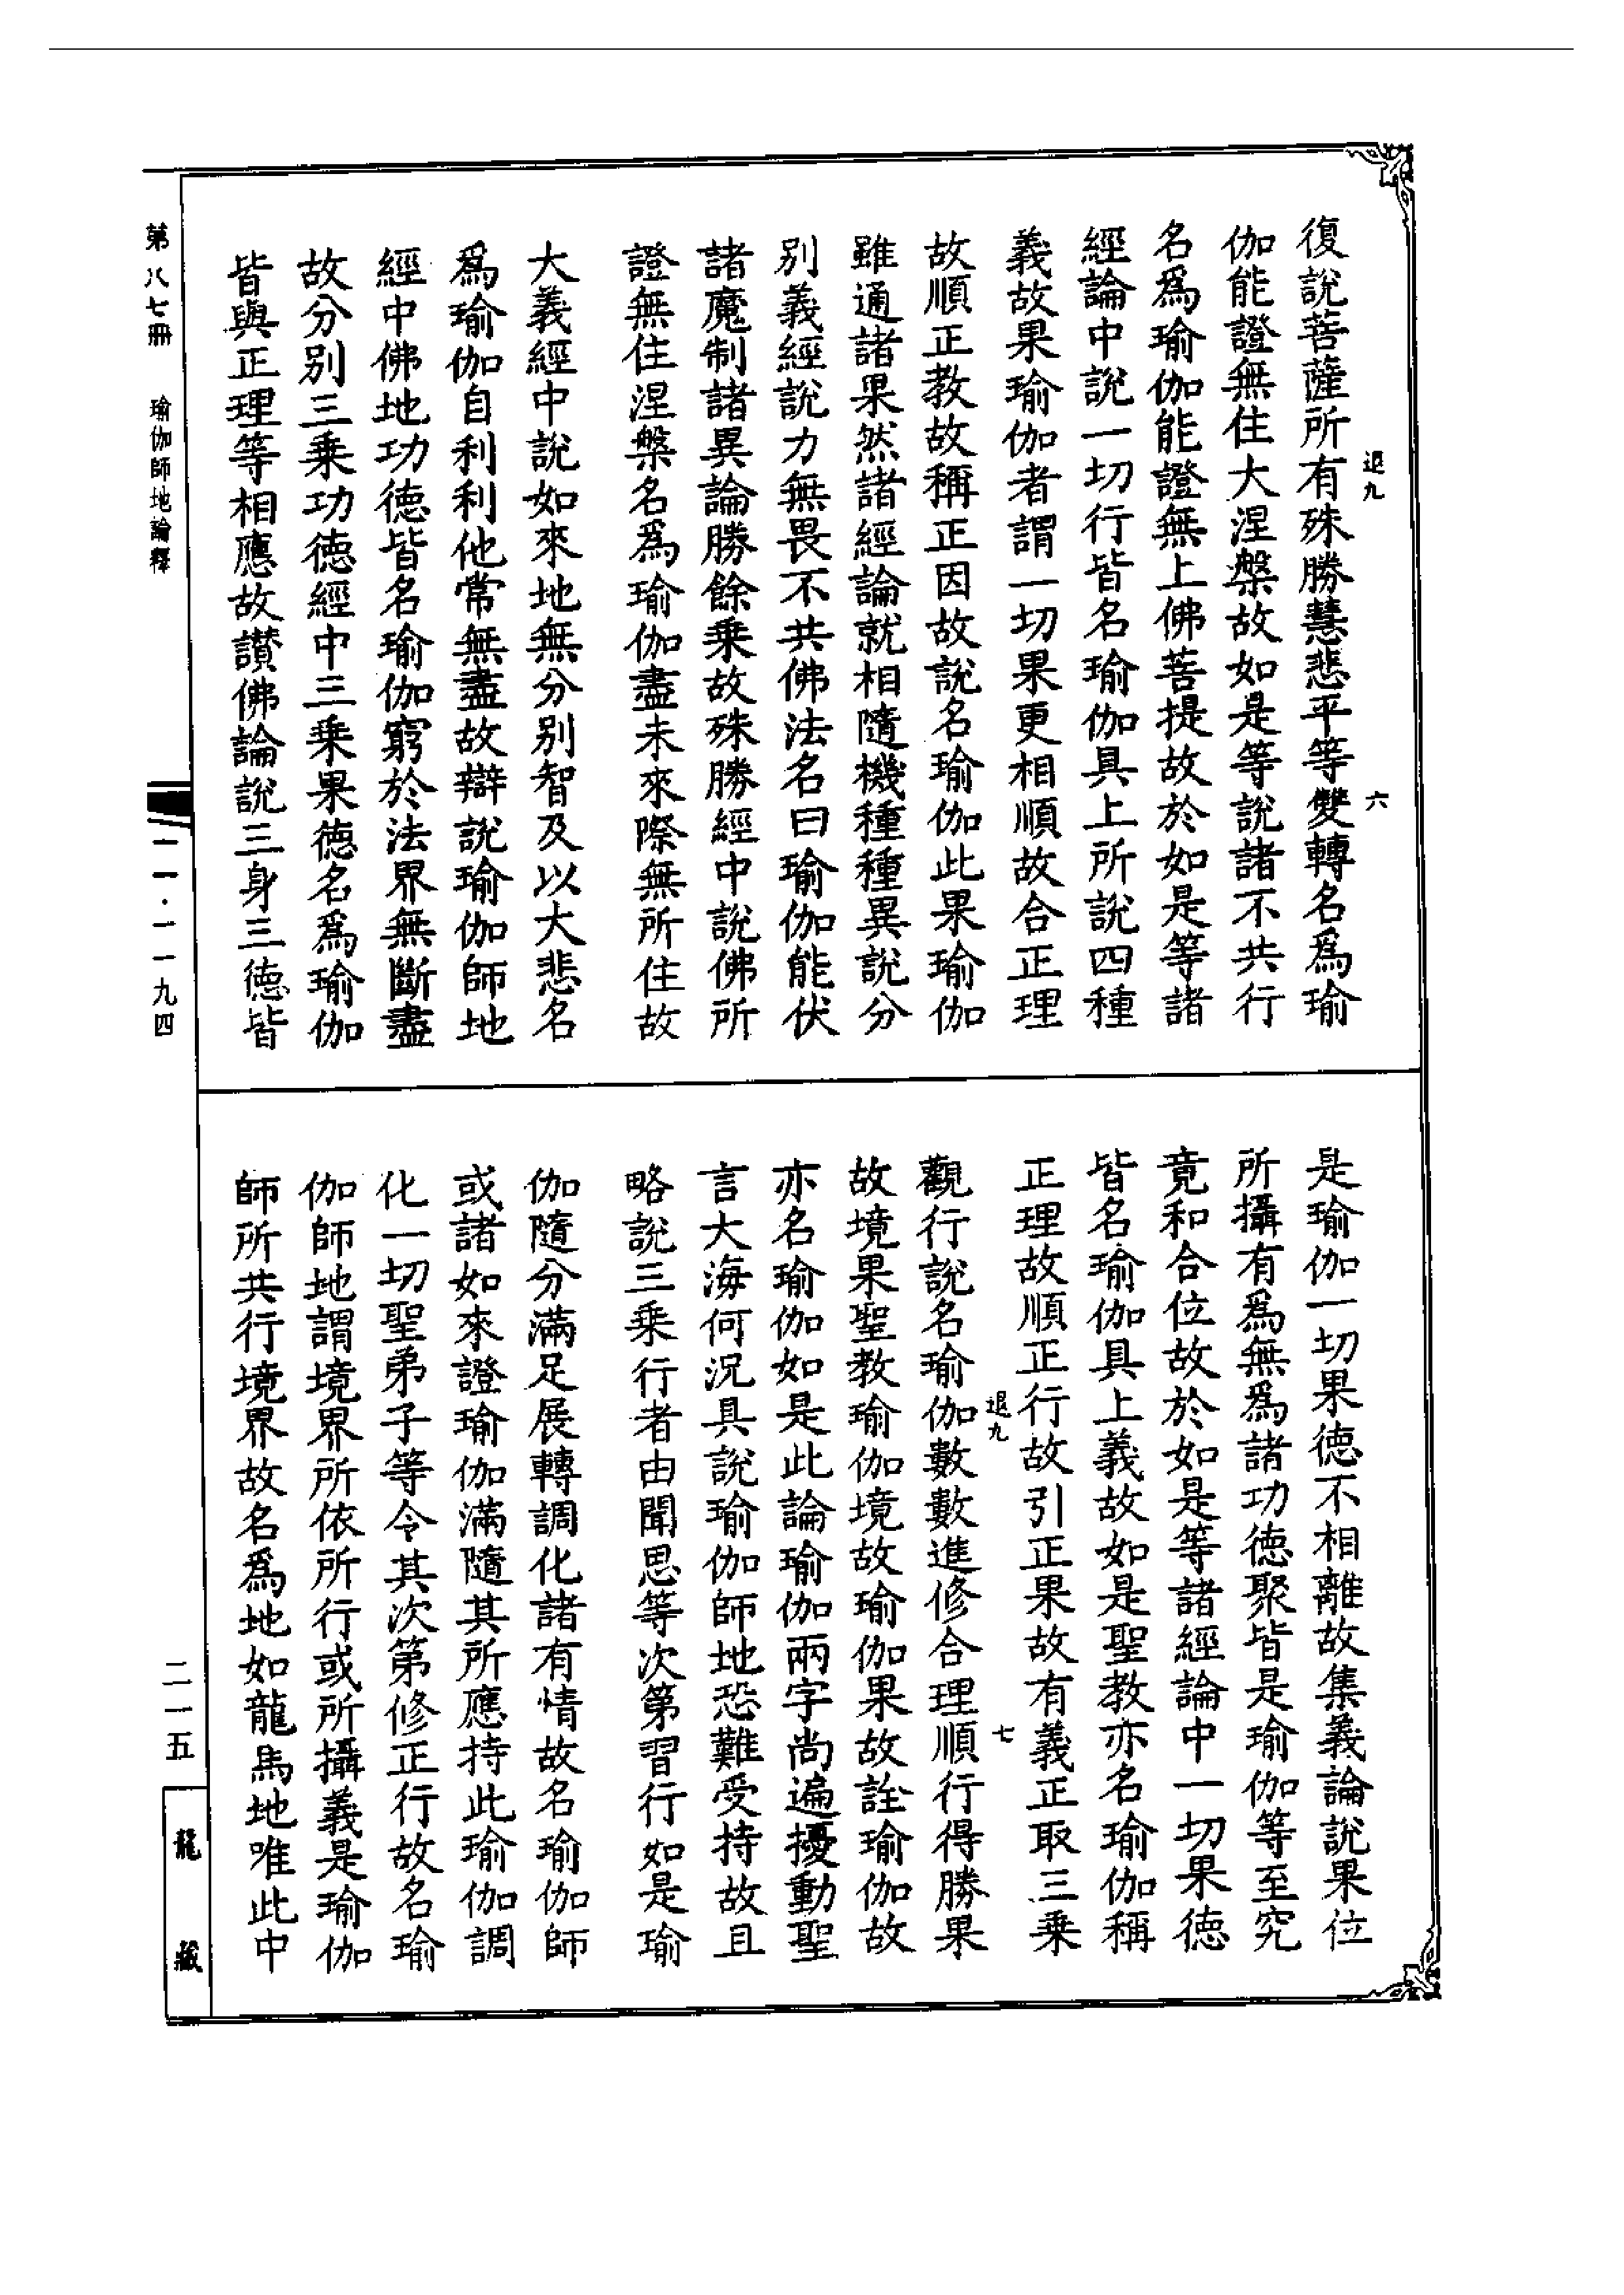 退九
六
復說菩薩所有殊勝慧悲平等雙轉名爲瑜
伽能證無住大涅槃故如是等說諸不共行
名爲瑜伽能證無上佛菩提故於如是等諸
經論中說一切行皆名瑜伽具上所說四種
義故果瑜伽者謂一切果更相順故合正理
故順正教故稱正因故說名瑜伽此果瑜伽
雖通諸果然諸經論就相隨機種種異說分
別義經說力無畏不共佛法名曰瑜伽能伏
諸魔制諸異論勝餘乘故殊勝經中說佛所
證無住涅槃名爲瑜伽盡未來際無所住故
大義經中說如來地無分別智及以大悲名
爲瑜伽自利利他常無盡故辯說瑜伽師地
經中佛地功德皆名瑜伽窮於法界無斷盡
故分別三乘功德經中三乘果德名爲瑜伽
皆與正理等相應故讚佛論說三身三德皆
是瑜伽一切果德不相離故集義論說果位
所攝有爲無爲諸功德聚皆是瑜伽等至究
竟和合位故於如是等諸經論中一切果德
皆名瑜伽具上義故如是聖教亦名瑜伽稱
正理故順正行故引正果故有義正取三乘
退九
七
觀行說名瑜伽數數進修合理順行得勝果
故境果聖教瑜伽境故瑜伽果故詮瑜伽故
亦名瑜伽如是此論瑜伽兩字尚遍擾動聖
言大海何況具說瑜伽師地恐難受持故且
略說三乘行者由聞思等次第習行如是瑜
伽隨分滿足展轉調化諸有情故名瑜伽師
或諸如來證瑜伽滿隨其所應持此瑜伽調
化一切聖弟子等令其次第修正行故名瑜
伽師地謂境界所依所行或所攝義是瑜伽
師所共行境界故名爲地如龍馬地唯此中
第八七冊 瑜伽師地論釋
一一·一一九四
二一五
龍藏